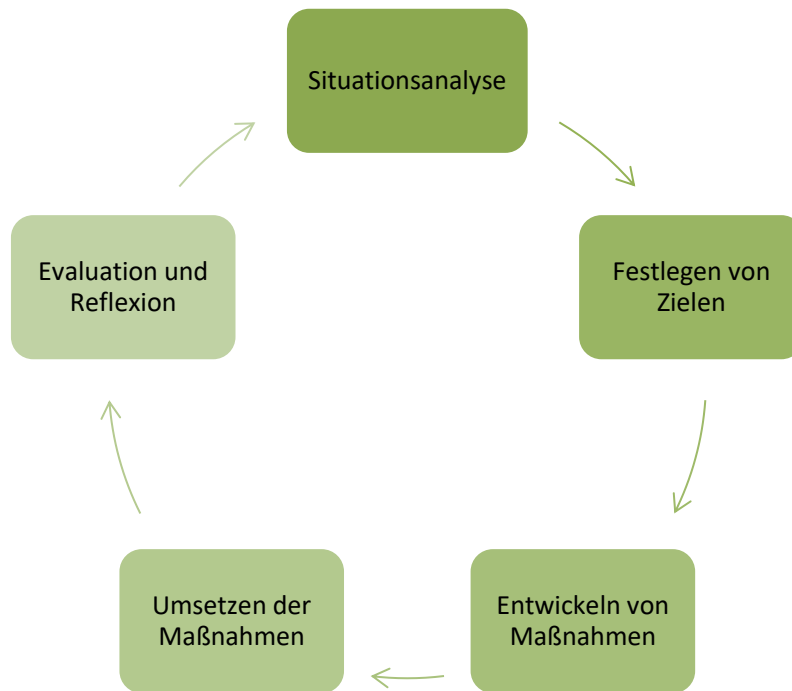 Situationsanalyse
Festlegen von
Zielen
Entwickeln von
Maßnahmen
Umsetzen der
Maßnahmen
Evaluation und
Reflexion